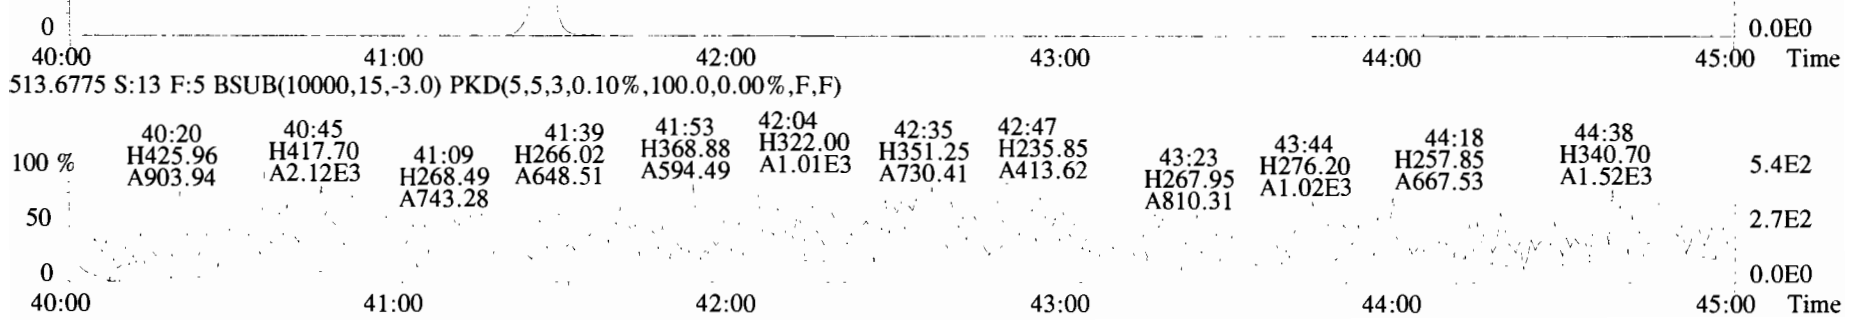 0 0.0E0
40:00 41:00 42:00 43:00 44:00 45:00 Time
513.6775 S:13 F:5 BSUB(10000,15,-3.0) PKD(5,5,3,0.10%,100.0,0.00%,F,F)
40:20 H425.96 A903.94
40:45 H417.70 A2.12E3
41:09 H268.49 A743.28
41:39 H266.02 A648.51
41:53 H368.88 A594.49
42:04 H322.00 A1.01E3
42:35 H351.25 A730.41
42:47 H235.85 A413.62
43:23 H267.95 A810.31
43:44 H276.20 A1.02E3
44:18 H257.85 A667.53
44:38 H340.70 A1.52E3
100 % 5.4E2
50 2.7E2
0 0.0E0
40:00 41:00 42:00 43:00 44:00 45:00 Time